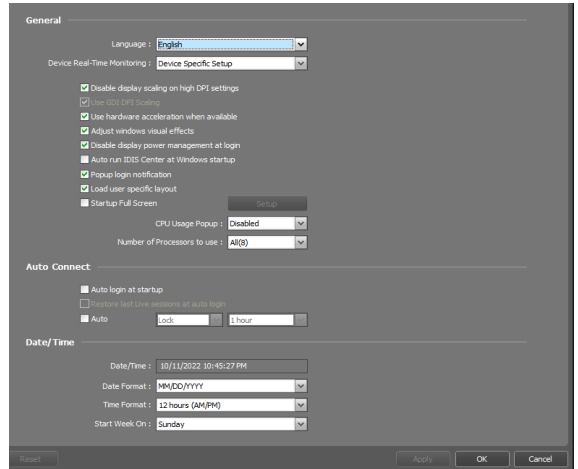 General
Language : English
Device Real-Time Monitoring : Device Specific Setup
Disable display scaling on high DPI settings
Use GDI DPI Scaling
Use hardware acceleration when available
Adjust windows visual effects
Disable display power management at login
Auto run IDIS Center at Windows startup
Popup login notification
Load user specific layout
Startup Full Screen Setup
CPU Usage Popup : Disabled
Number of Processors to use : All(8)
Auto Connect
Auto login at startup
Restore last Live sessions at auto login
Auto Lock 1 hour
Date/Time
Date/Time : 10/11/2022 10:45:27 PM
Date Format : MM/DD/YYYY
Time Format : 12 hours (AM/PM)
Start Week On : Sunday
Reset Apply OK Cancel